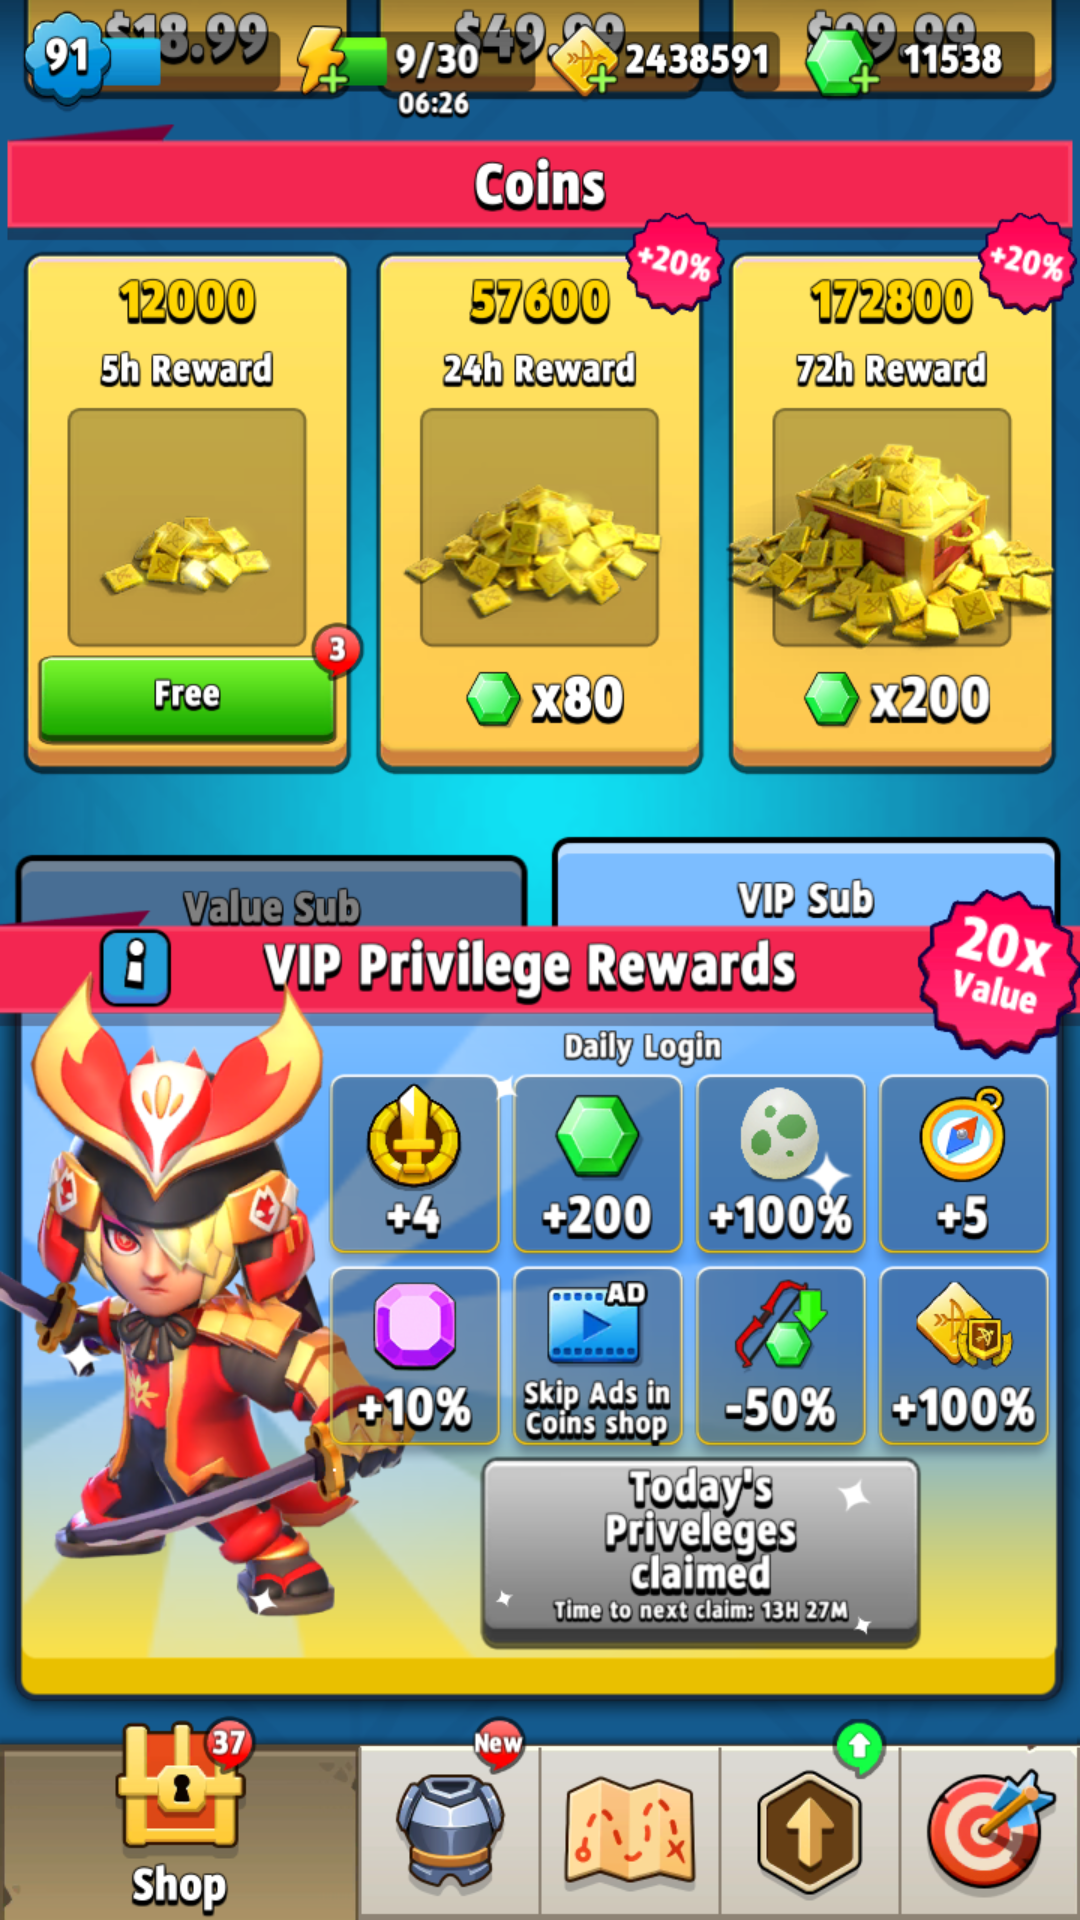 $18.99 $49.99 $99.99
91 9/30 2438591 11538
06:26
Coins
+20% +20%
12000 57600 172800
5h Reward 24h Reward 72h Reward
3
Free x80 x200
Value Sub VIP Sub
VIP Privilege Rewards
20x
Value
Daily Login
+4 +200 +100% +5
AD
Skip Ads in
Coins shop
+10% -50% +100%
Today's
Priveleges
claimed
Time to next claim: 13H 27M
37 New
Shop